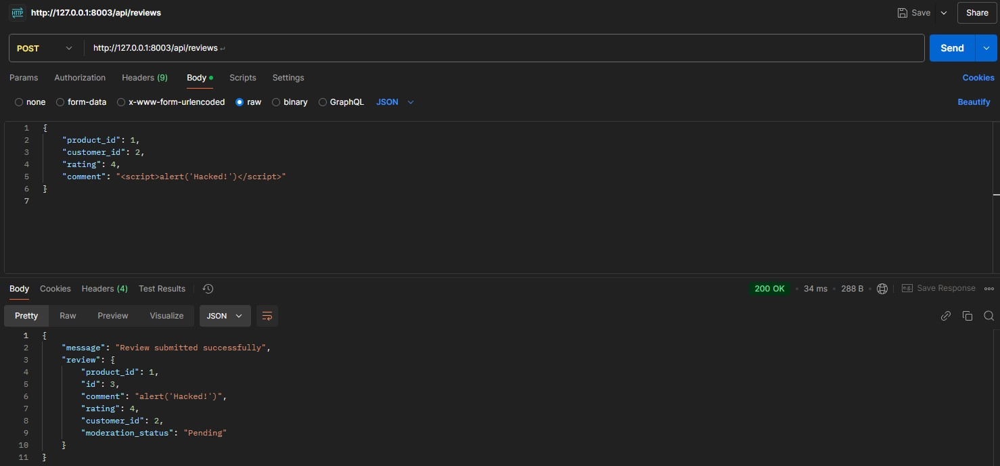 HTTP http://127.0.0.1:8003/api/reviews Save Share
POST http://127.0.0.1:8003/api/reviews Send
Params Authorization Headers (9) Body Scripts Settings Cookies
none form-data x-www-form-urlencoded raw binary GraphQL JSON Beautify
1 {
2 "product_id": 1,
3 "customer_id": 2,
4 "rating": 4,
5 "comment": "<script>alert('Hacked!')</script>"
6 }
7
Body Cookies Headers (4) Test Results 200 OK • 34 ms • 288 B • e.g. Save Response
Pretty Raw Preview Visualize JSON
1 {
2 "message": "Review submitted successfully",
3 "review": {
4 "product_id": 1,
5 "id": 3,
6 "comment": "alert('Hacked!')",
7 "rating": 4,
8 "customer_id": 2,
9 "moderation_status": "Pending"
10 }
11 }